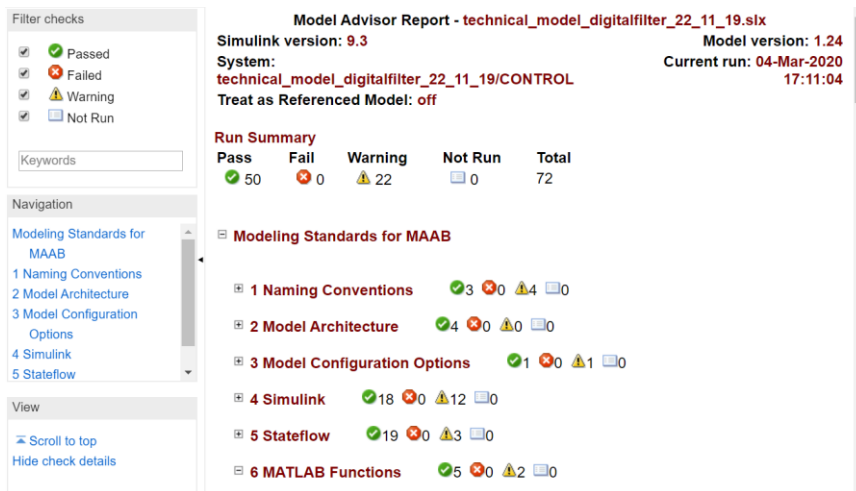 Filter checks
Passed
Failed
Warning
Not Run
Keywords
Navigation
Modeling Standards for
MAAB
1 Naming Conventions
2 Model Architecture
3 Model Configuration
Options
4 Simulink
5 Stateflow
View
Scroll to top
Hide check details
Model Advisor Report - technical_model_digitalfilter_22_11_19.slx
Simulink version: 9.3 Model version: 1.24
System: Current run: 04-Mar-2020
technical_model_digitalfilter_22_11_19/CONTROL 17:11:04
Treat as Referenced Model: off
Run Summary
Pass Fail Warning Not Run Total
50 0 22 0 72
Modeling Standards for MAAB
1 Naming Conventions 3 0 4 0
2 Model Architecture 4 0 0 0
3 Model Configuration Options 1 0 1 0
4 Simulink 18 0 12 0
5 Stateflow 19 0 3 0
6 MATLAB Functions 5 0 2 0